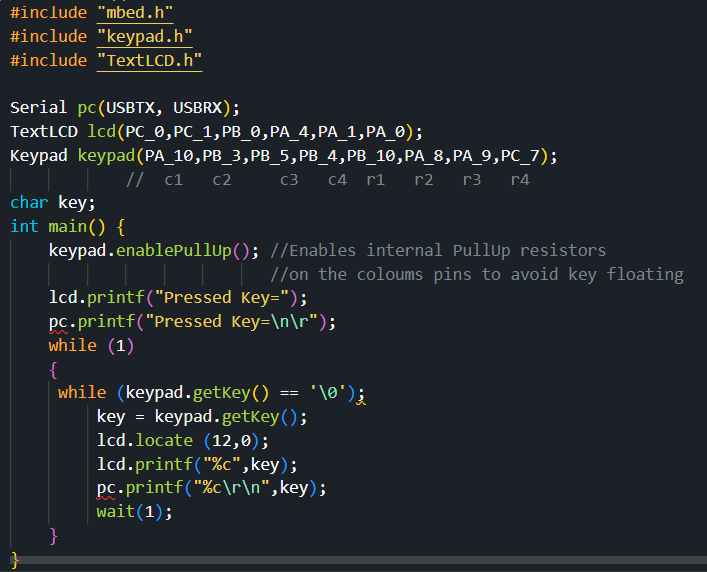 #include "mbed.h"
#include "keypad.h"
#include "TextLCD.h"
Serial pc(USBTX, USBRX);
TextLCD lcd(PC_0,PC_1,PB_0,PA_4,PA_1,PA_0);
Keypad keypad(PA_10,PB_3,PB_5,PB_4,PB_10,PA_8,PA_9,PC_7);
// c1 c2 c3 c4 r1 r2 r3 r4
char key;
int main() {
keypad.enablePullUp(); //Enables internal PullUp resistors
//on the coloums pins to avoid key floating
lcd.printf("Pressed Key=");
pc.printf("Pressed Key=\n\r");
while (1)
{
while (keypad.getKey() == '\0');
key = keypad.getKey();
lcd.locate (12,0);
lcd.printf("%c",key);
pc.printf("%c\r\n",key);
wait(1);
}
}